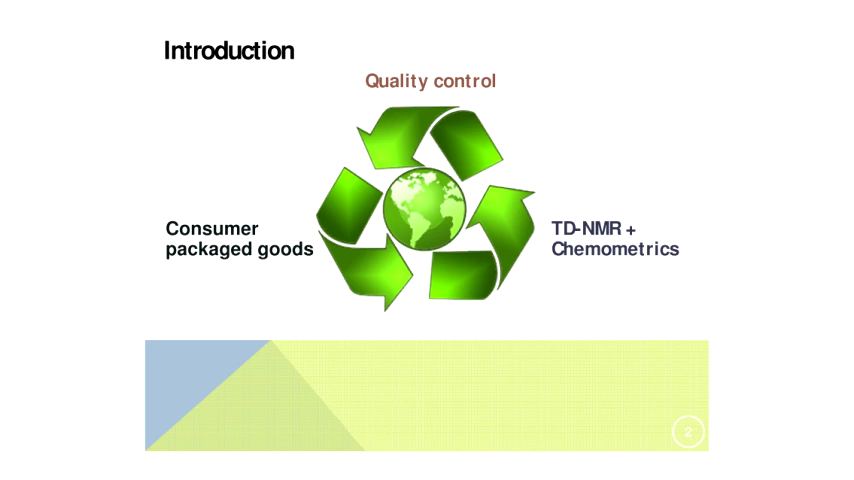 Introduction
Quality control
Consumer
packaged goods
TD-NMR +
Chemometrics
2